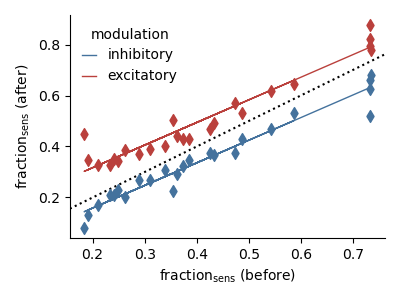 modulation
inhibitory
excitatory
fraction_sens (after)
0.8
0.6
0.4
0.2
0.2 0.3 0.4 0.5 0.6 0.7
fraction_sens (before)